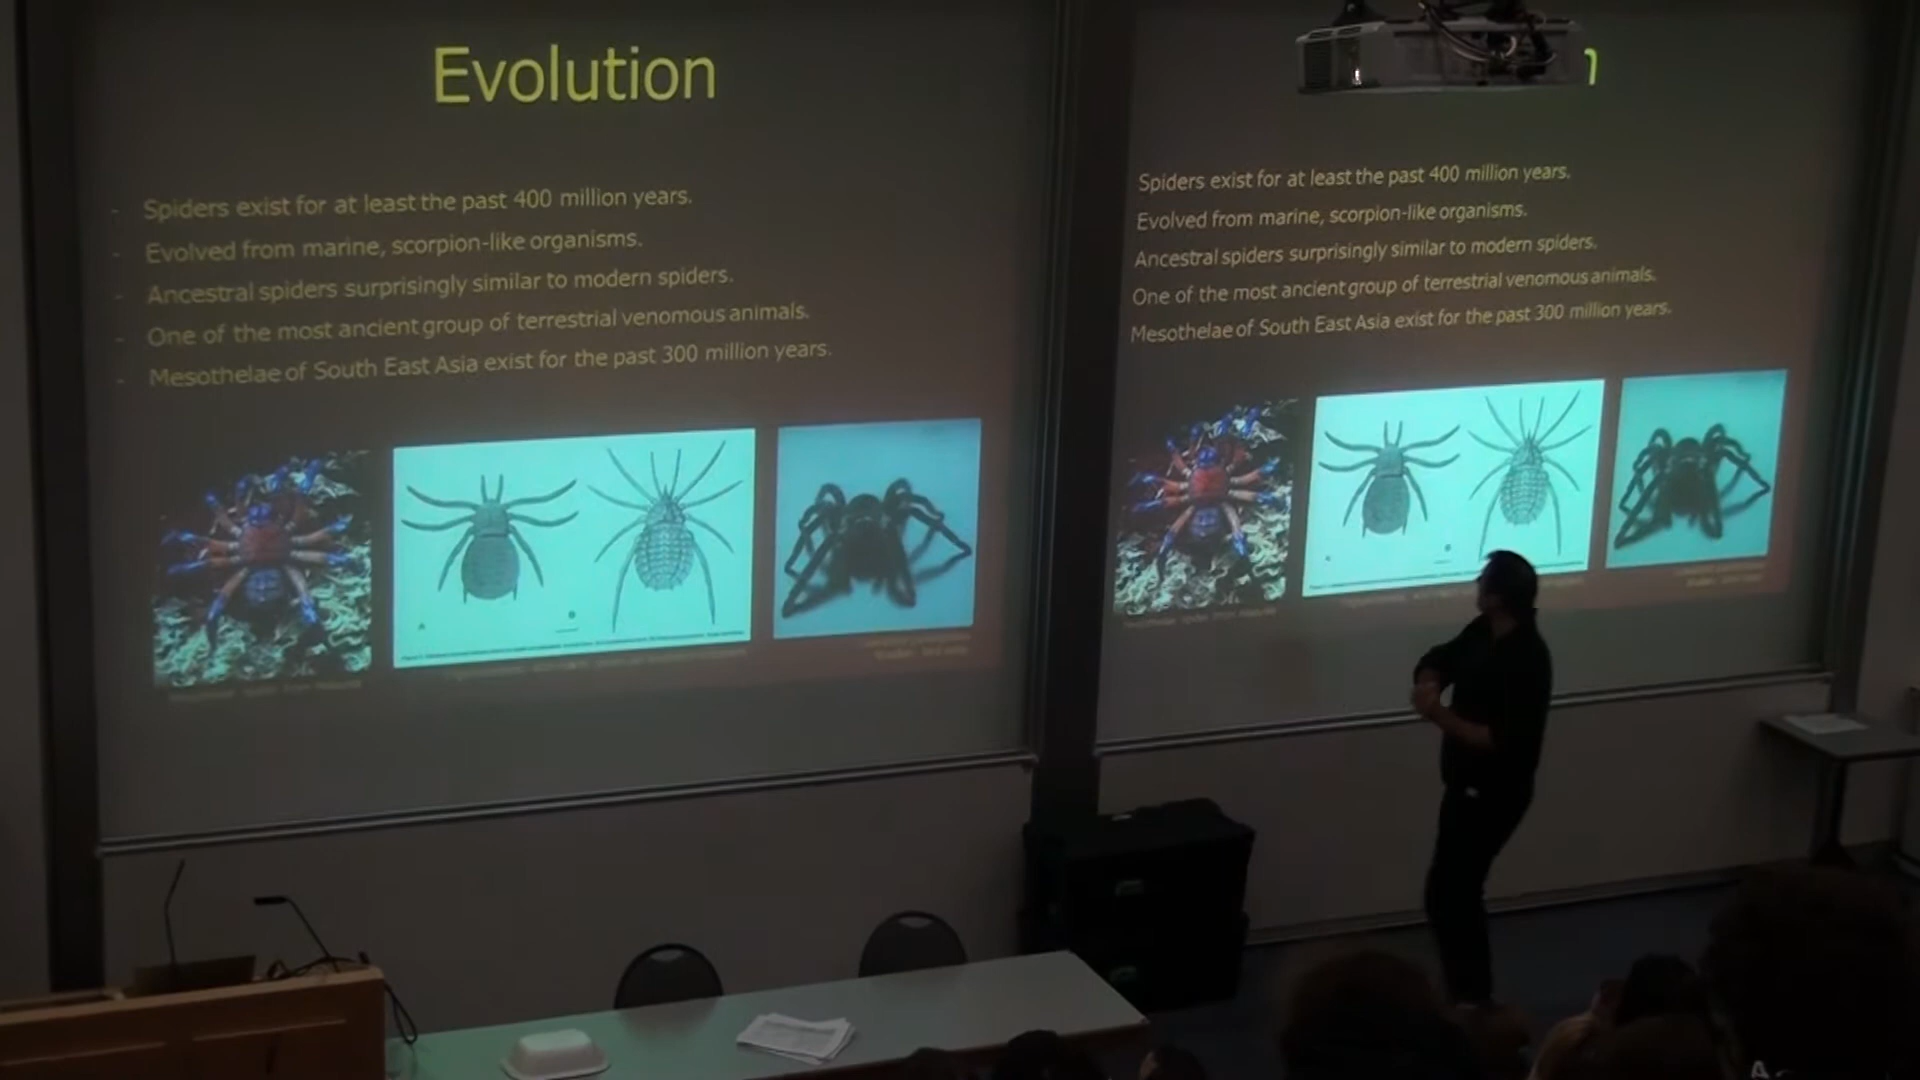 Evolution
- Spiders exist for at least the past 400 million years.
- Evolved from marine, scorpion-like organisms.
- Ancestral spiders surprisingly similar to modern spiders.
- One of the most ancient group of terrestrial venomous animals.
- Mesothelae of South East Asia exist for the past 300 million years.
n
Spiders exist for at least the past 400 million years.
Evolved from marine, scorpion-like organisms.
Ancestral spiders surprisingly similar to modern spiders.
One of the most ancient group of terrestrial venomous animals.
Mesothelae of South East Asia exist for the past 300 million years.